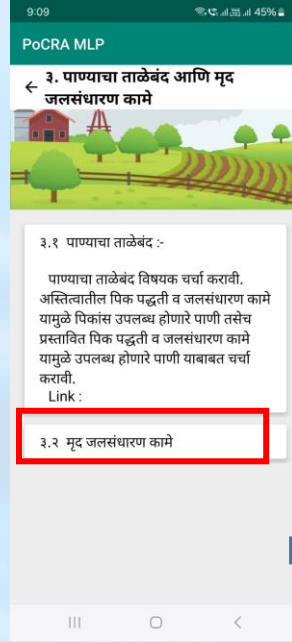 9:09 45%
PoCRA MLP
← ३. पाण्याचा ताळेबंद आणि मृद
जलसंधारण कामे
३.१ पाण्याचा ताळेबंद :-
पाण्याचा ताळेबंद विषयक चर्चा करावी.
अस्तित्वातील पिक पद्धती व जलसंधारण कामे
यामुळे पिकांस उपलब्ध होणारे पाणी तसेच
प्रस्तावित पिक पद्धती व जलसंधारण कामे
यामुळे उपलब्ध होणारे पाणी याबाबत चर्चा
करावी.
Link :
३.२ मृद जलसंधारण कामे